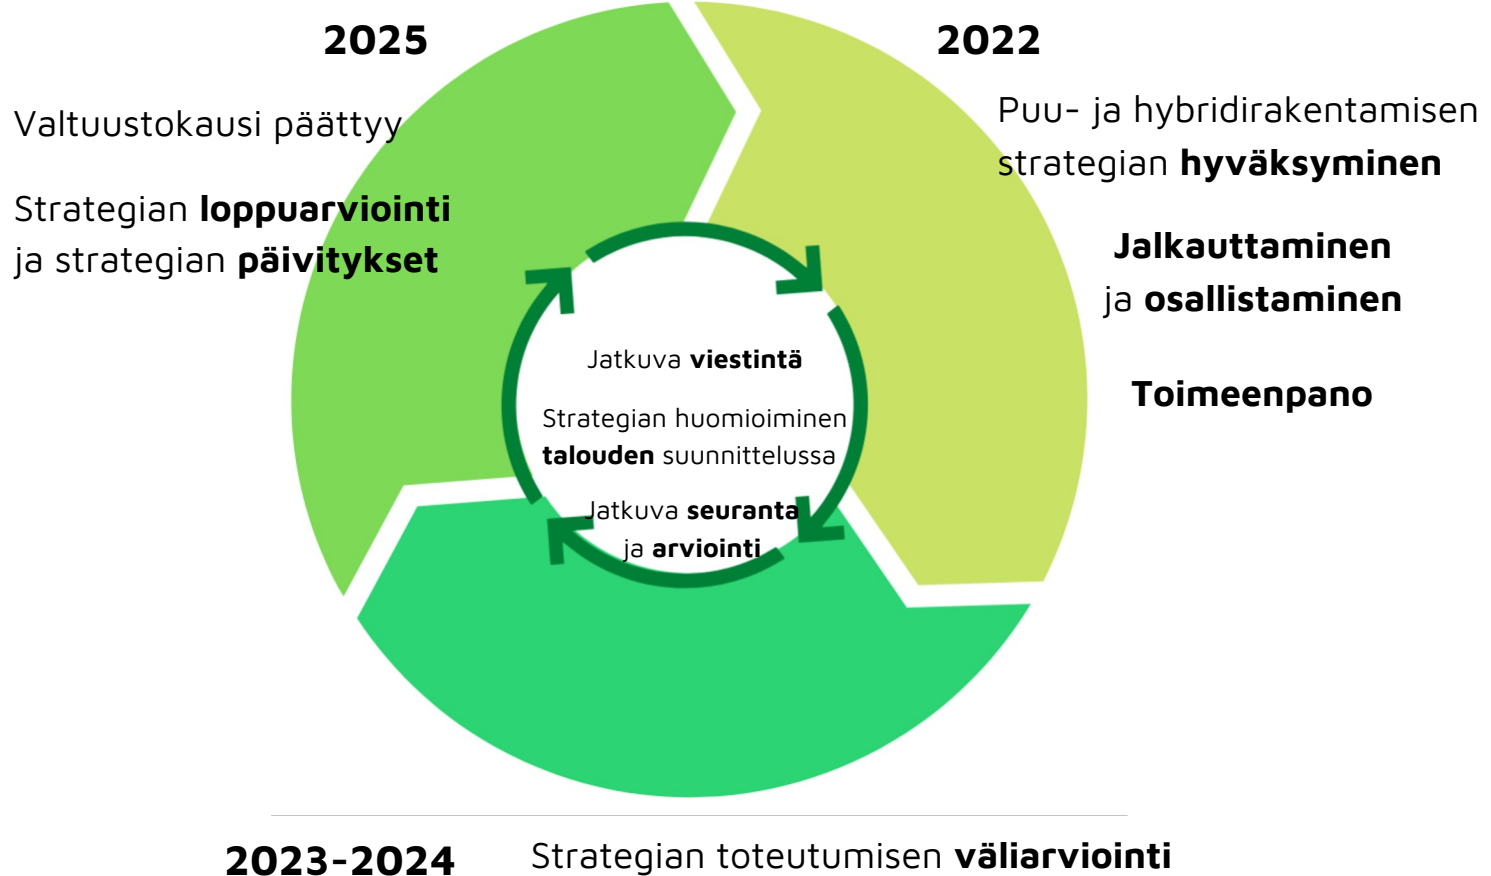 2025
Valtuustokausi päättyy
Strategian loppuarviointi
ja strategian päivitykset
2022
Puu- ja hybridirakentamisen
strategian hyväksyminen
Jalkauttaminen
ja osallistaminen
Toimeenpano
Jatkuva viestintä
Strategian huomioiminen
talouden suunnittelussa
Jatkuva seuranta
ja arviointi
2023-2024
Strategian toteutumisen väliarviointi